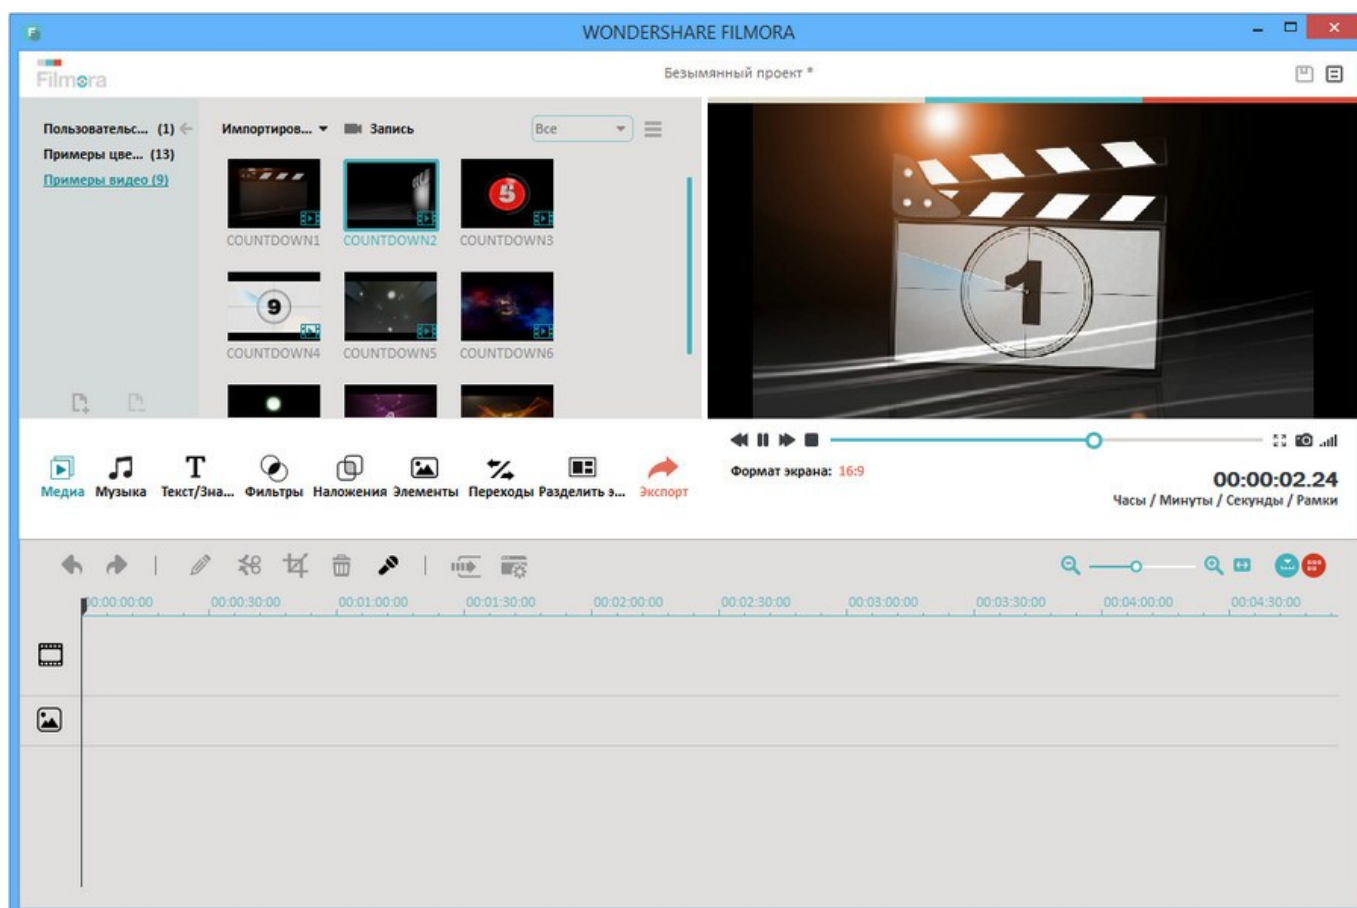 WONDERSHARE FILMORA
Filmora
Безымянный проект *
Пользовательс... (1)
Примеры цве... (13)
Примеры видео (9)
Импортиров... Запись Все
COUNTDOWN1 COUNTDOWN2 COUNTDOWN3
5
9
COUNTDOWN4 COUNTDOWN5 COUNTDOWN6
1
Медиа Музыка Текст/Зна... Фильтры Наложения Элементы Переходы Разделить э... Экспорт
Формат экрана: 16:9
00:00:02.24
Часы / Минуты / Секунды / Рамки
00:00:00:00 00:00:30:00 00:01:00:00 00:01:30:00 00:02:00:00 00:02:30:00 00:03:00:00 00:03:30:00 00:04:00:00 00:04:30:00